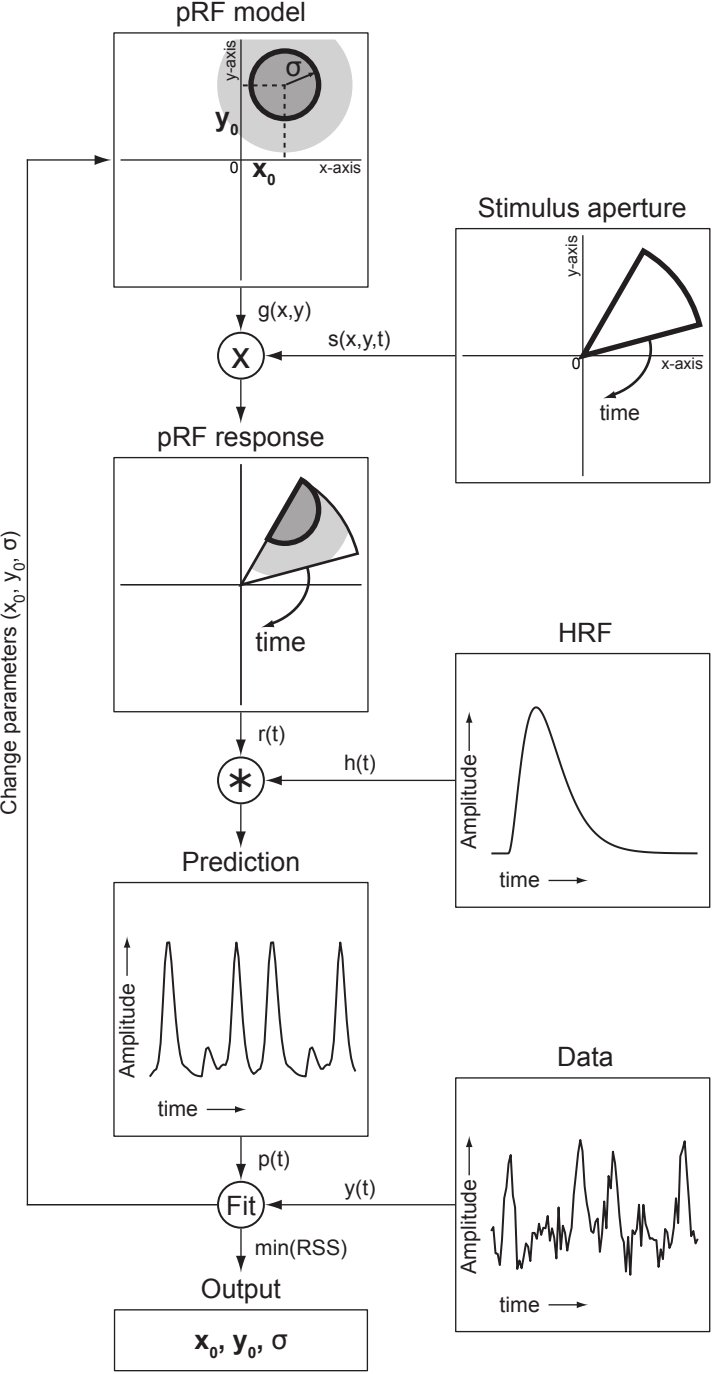 pRF model
y-axis
σ
y₀
0
x₀
x-axis
g(x,y)
Stimulus aperture
y-axis
0
x-axis
time
s(x,y,t)
X
pRF response
time
Change parameters (x₀, y₀, σ)
r(t)
HRF
Amplitude
time
h(t)
*
Prediction
Amplitude
time
p(t)
Data
Amplitude
time
y(t)
Fit
min(RSS)
Output
x₀, y₀, σ